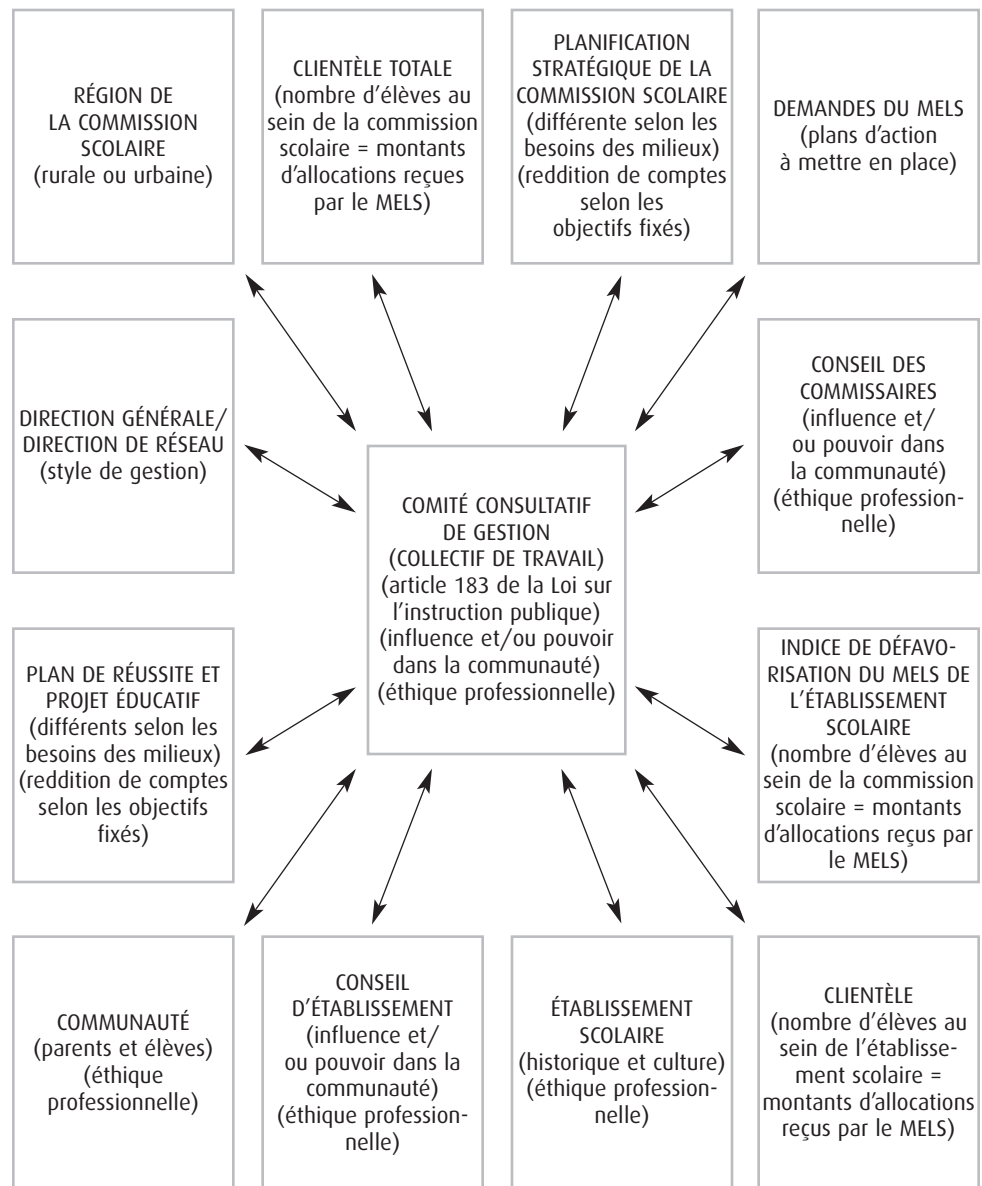 RÉGION DE
LA COMMISSION
SCOLAIRE
(rurale ou urbaine)
CLIENTÈLE TOTALE
(nombre d'élèves au
sein de la commission
scolaire = montants
d'allocations reçues
par le MELS)
PLANIFICATION
STRATÉGIQUE DE LA
COMMISSION SCOLAIRE
(différente selon les
besoins des milieux)
(reddition de comptes
selon les
objectifs fixés)
DEMANDES DU MELS
(plans d'action
à mettre en place)
DIRECTION GÉNÉRALE/
DIRECTION DE RÉSEAU
(style de gestion)
COMITÉ CONSULTATIF
DE GESTION
(COLLECTIF DE TRAVAIL)
(article 183 de la Loi sur
l'instruction publique)
(influence et/ou pouvoir
dans la communauté)
(éthique professionnelle)
CONSEIL DES
COMMISSAIRES
(influence et/
ou pouvoir dans
la communauté)
(éthique profession-
nelle)
PLAN DE RÉUSSITE ET
PROJET ÉDUCATIF
(différents selon les
besoins des milieux)
(reddition de comptes
selon les objectifs
fixés)
INDICE DE DÉFAVO-
RISATION DU MELS DE
L'ÉTABLISSEMENT
SCOLAIRE
(nombre d'élèves au
sein de la commission
scolaire = montants
d'allocations reçus par
le MELS)
COMMUNAUTÉ
(parents et élèves)
(éthique
professionnelle)
CONSEIL
D'ÉTABLISSEMENT
(influence et/
ou pouvoir dans la
communauté)
(éthique profession-
nelle)
ÉTABLISSEMENT
SCOLAIRE
(historique et culture)
(éthique profession-
nelle)
CLIENTÈLE
(nombre d'élèves au
sein de l'établisse-
ment scolaire =
montants d'allocations
reçus par le MELS)